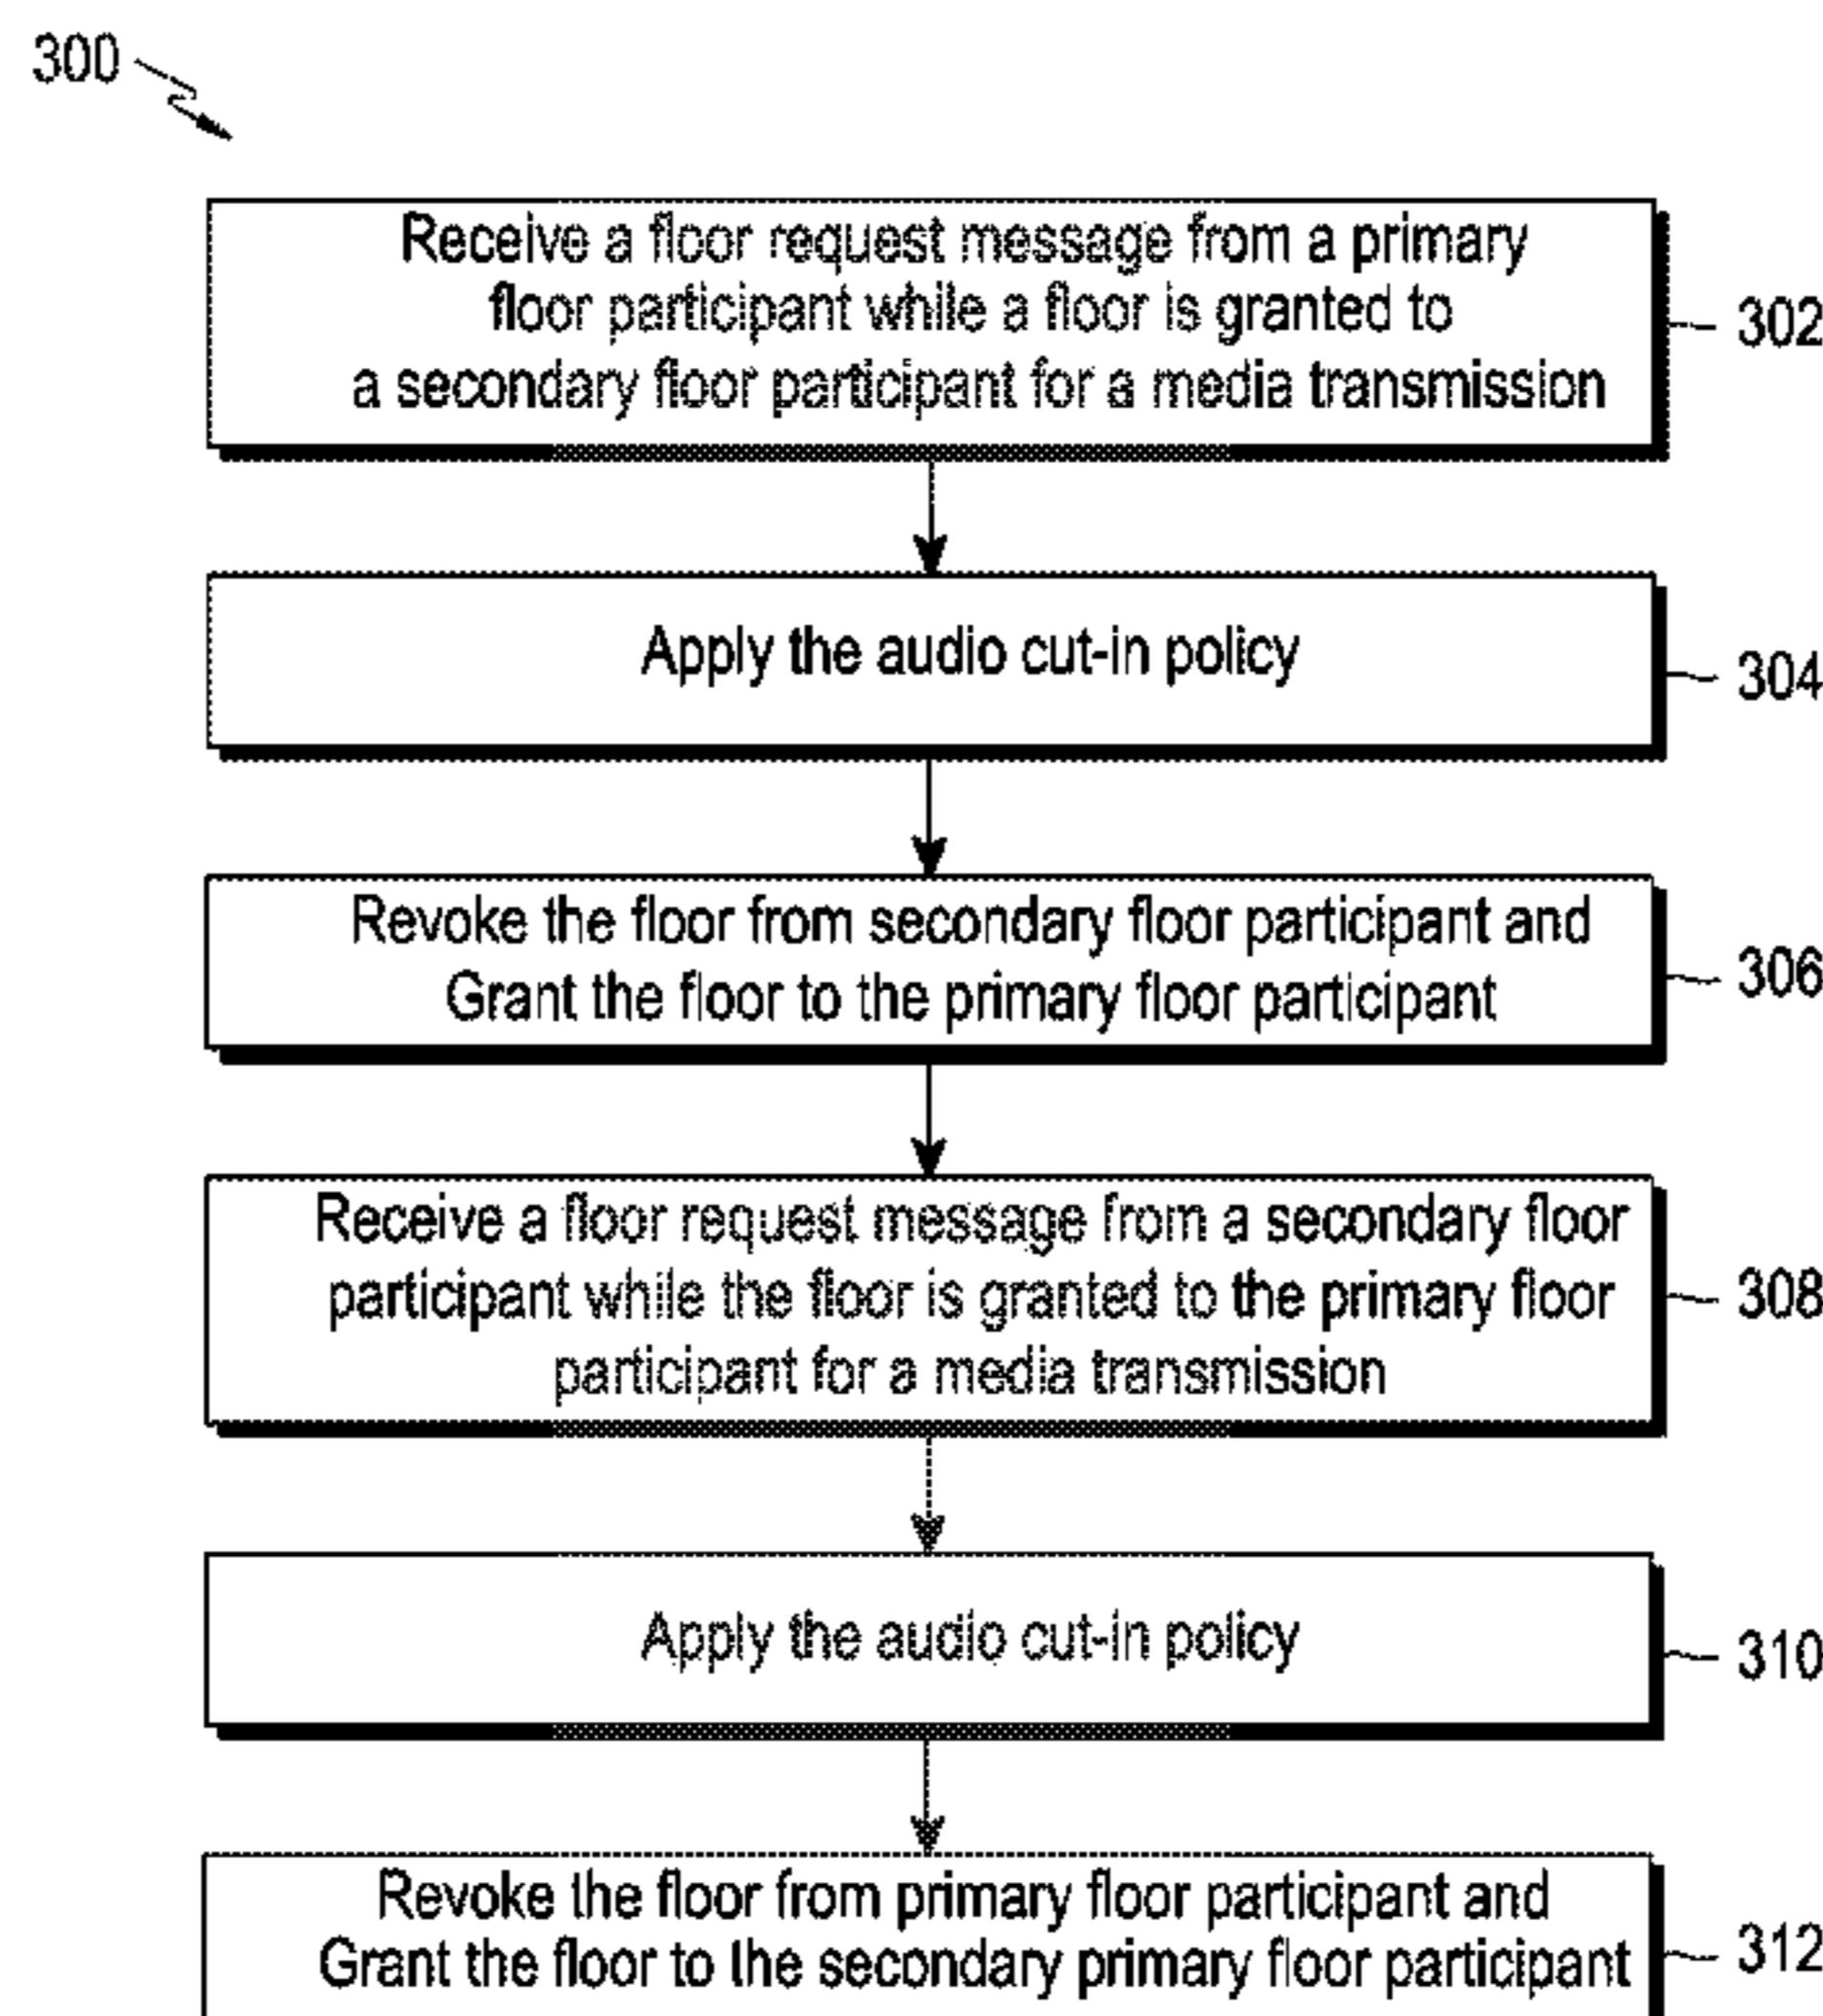 300
Receive a floor request message from a primary
floor participant while a floor is granted to
a secondary floor participant for a media transmission
302
Apply the audio cut-in policy
304
Revoke the floor from secondary floor participant and
Grant the floor to the primary floor participant
306
Receive a floor request message from a secondary floor
participant while the floor is granted to the primary floor
participant for a media transmission
308
Apply the audio cut-in policy
310
Revoke the floor from primary floor participant and
Grant the floor to the secondary primary floor participant
312